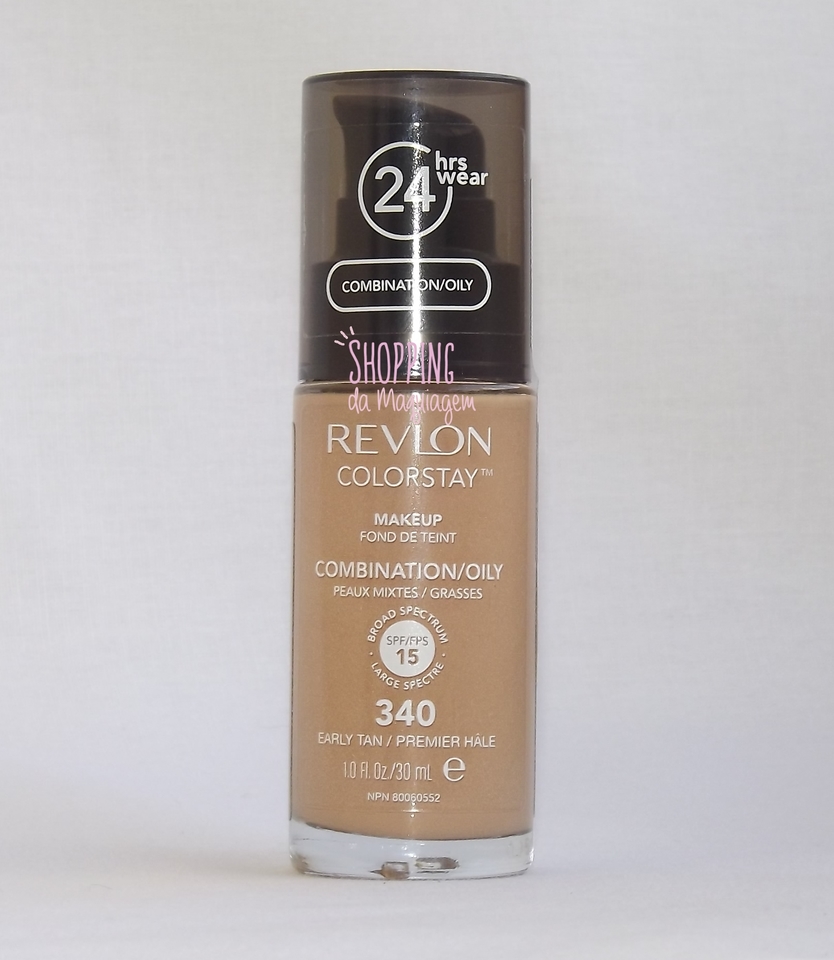 24 hrs wear
COMBINATION/OILY
SHOPPING
da Maquiagem
REVLON
COLORSTAY™
MAKEUP
FOND DE TEINT
COMBINATION/OILY
PEAUX MIXTES / GRASSES
BROAD SPECTRUM
SPF/FPS
15
LARGE SPECTRE
340
EARLY TAN / PREMIER HÂLE
1.0 Fl. Oz./30 mL ℮
NPN 80060552